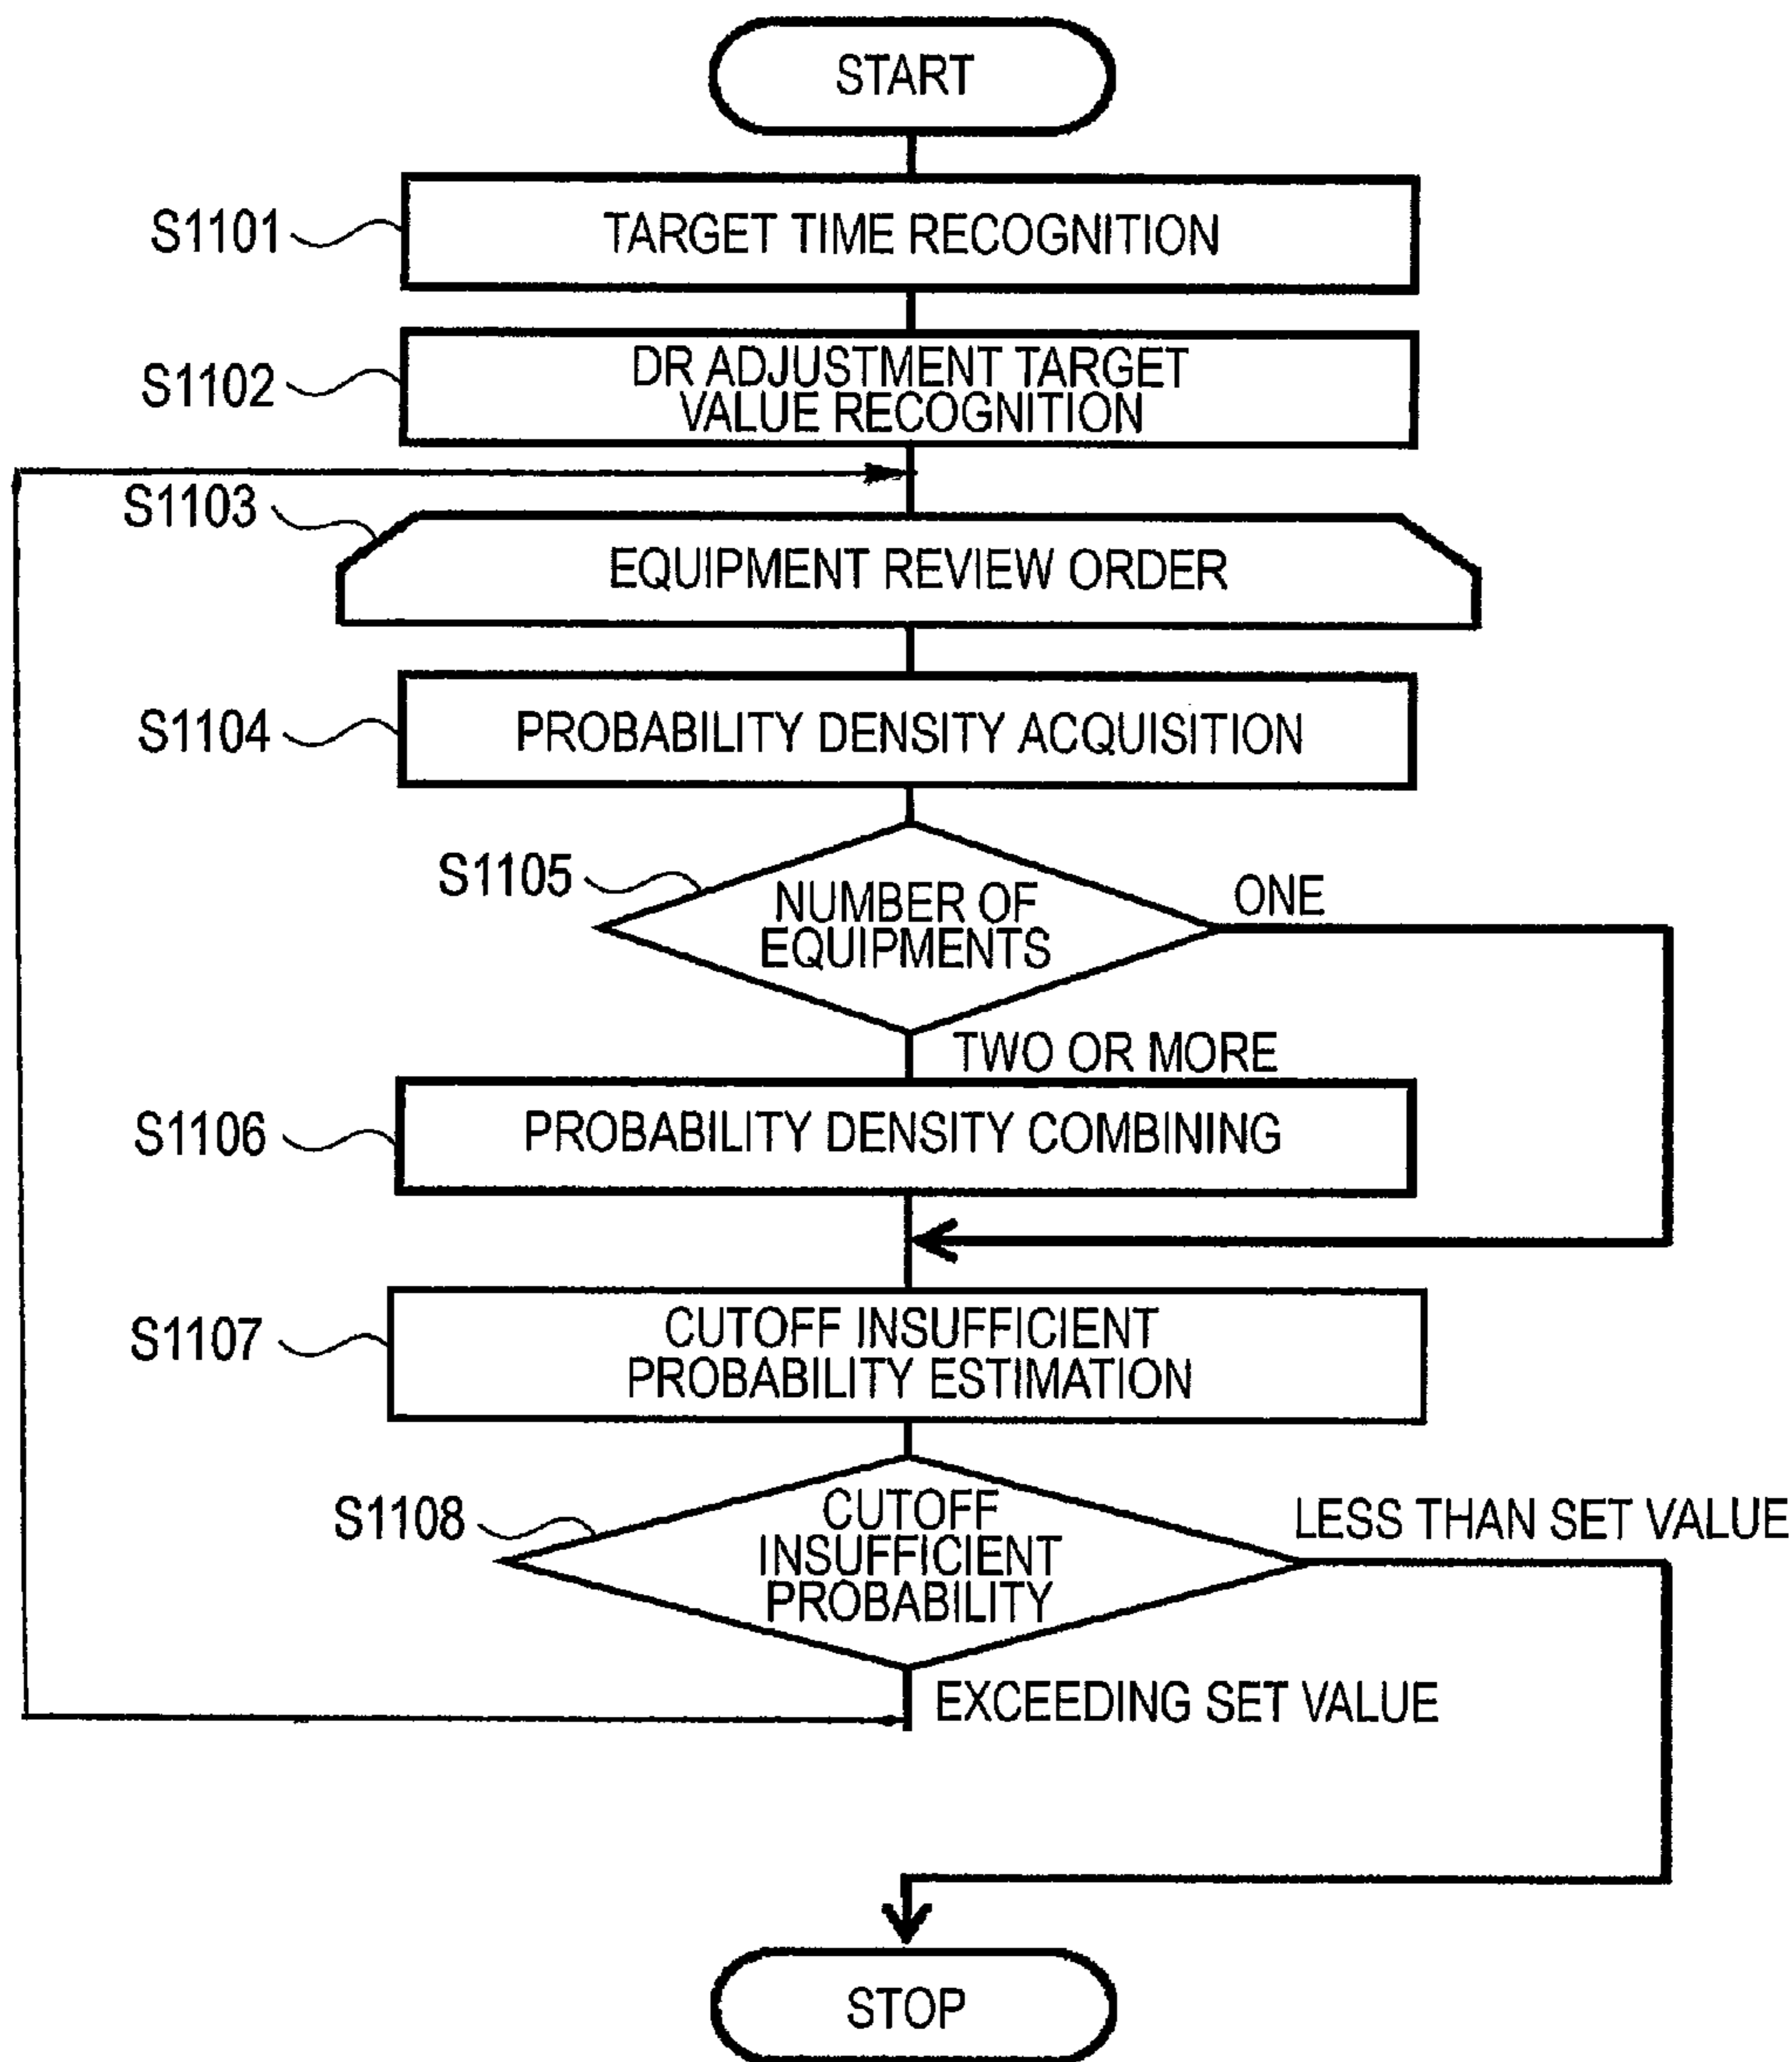 START
S1101
TARGET TIME RECOGNITION
S1102
DR ADJUSTMENT TARGET
VALUE RECOGNITION
S1103
EQUIPMENT REVIEW ORDER
S1104
PROBABILITY DENSITY ACQUISITION
S1105
NUMBER OF
EQUIPMENTS
ONE
TWO OR MORE
S1106
PROBABILITY DENSITY COMBINING
S1107
CUTOFF INSUFFICIENT
PROBABILITY ESTIMATION
S1108
CUTOFF
INSUFFICIENT
PROBABILITY
LESS THAN SET VALUE
EXCEEDING SET VALUE
STOP